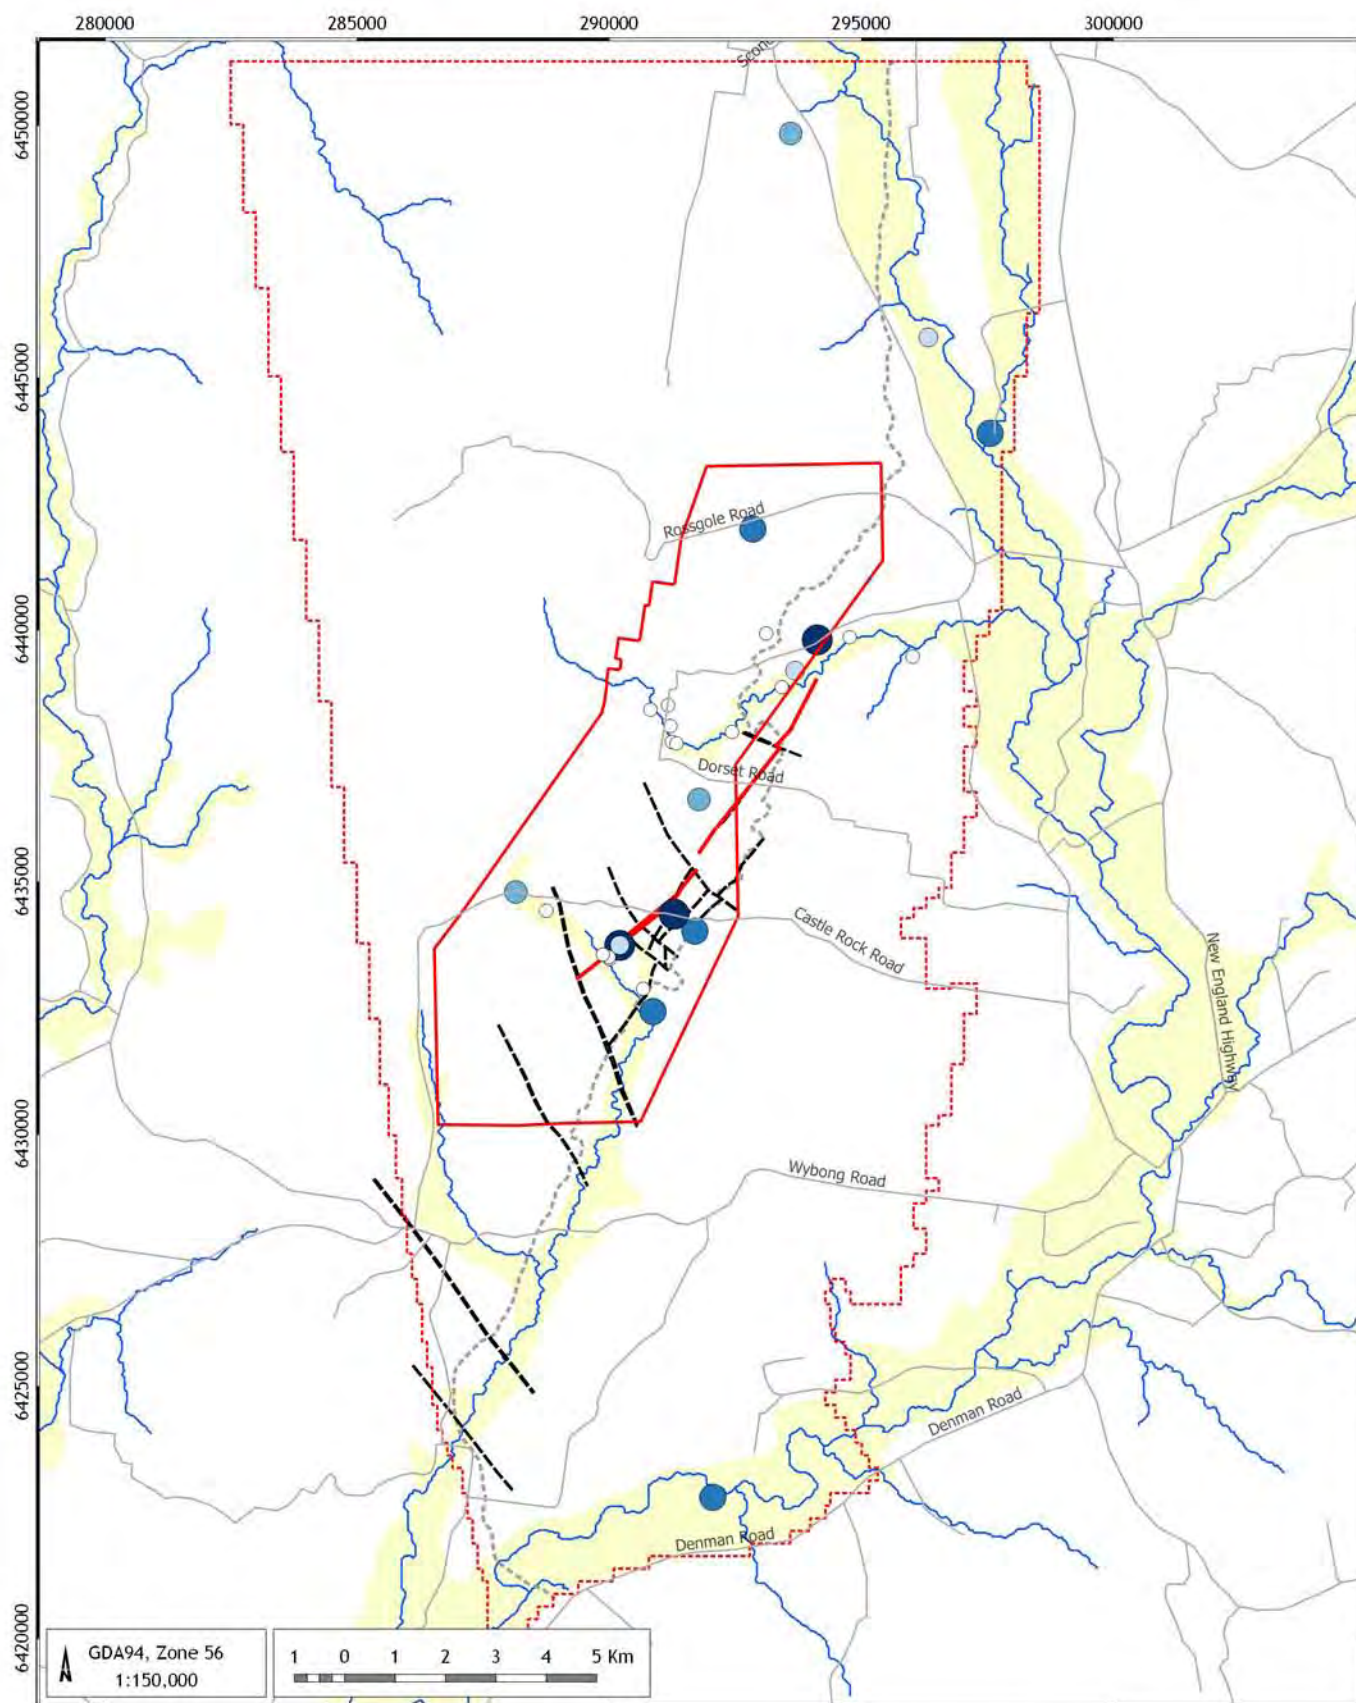 280000 285000 290000 295000 300000
6450000
6445000
Rossgole Road
6440000
Dorset Road
6435000
Castle Rock Road
New England Highway
6430000
Wybong Road
6425000
Denman Road
Denman Road
6420000
GDA94, Zone 56
1:150,000
N
1 0 1 2 3 4 5 Km